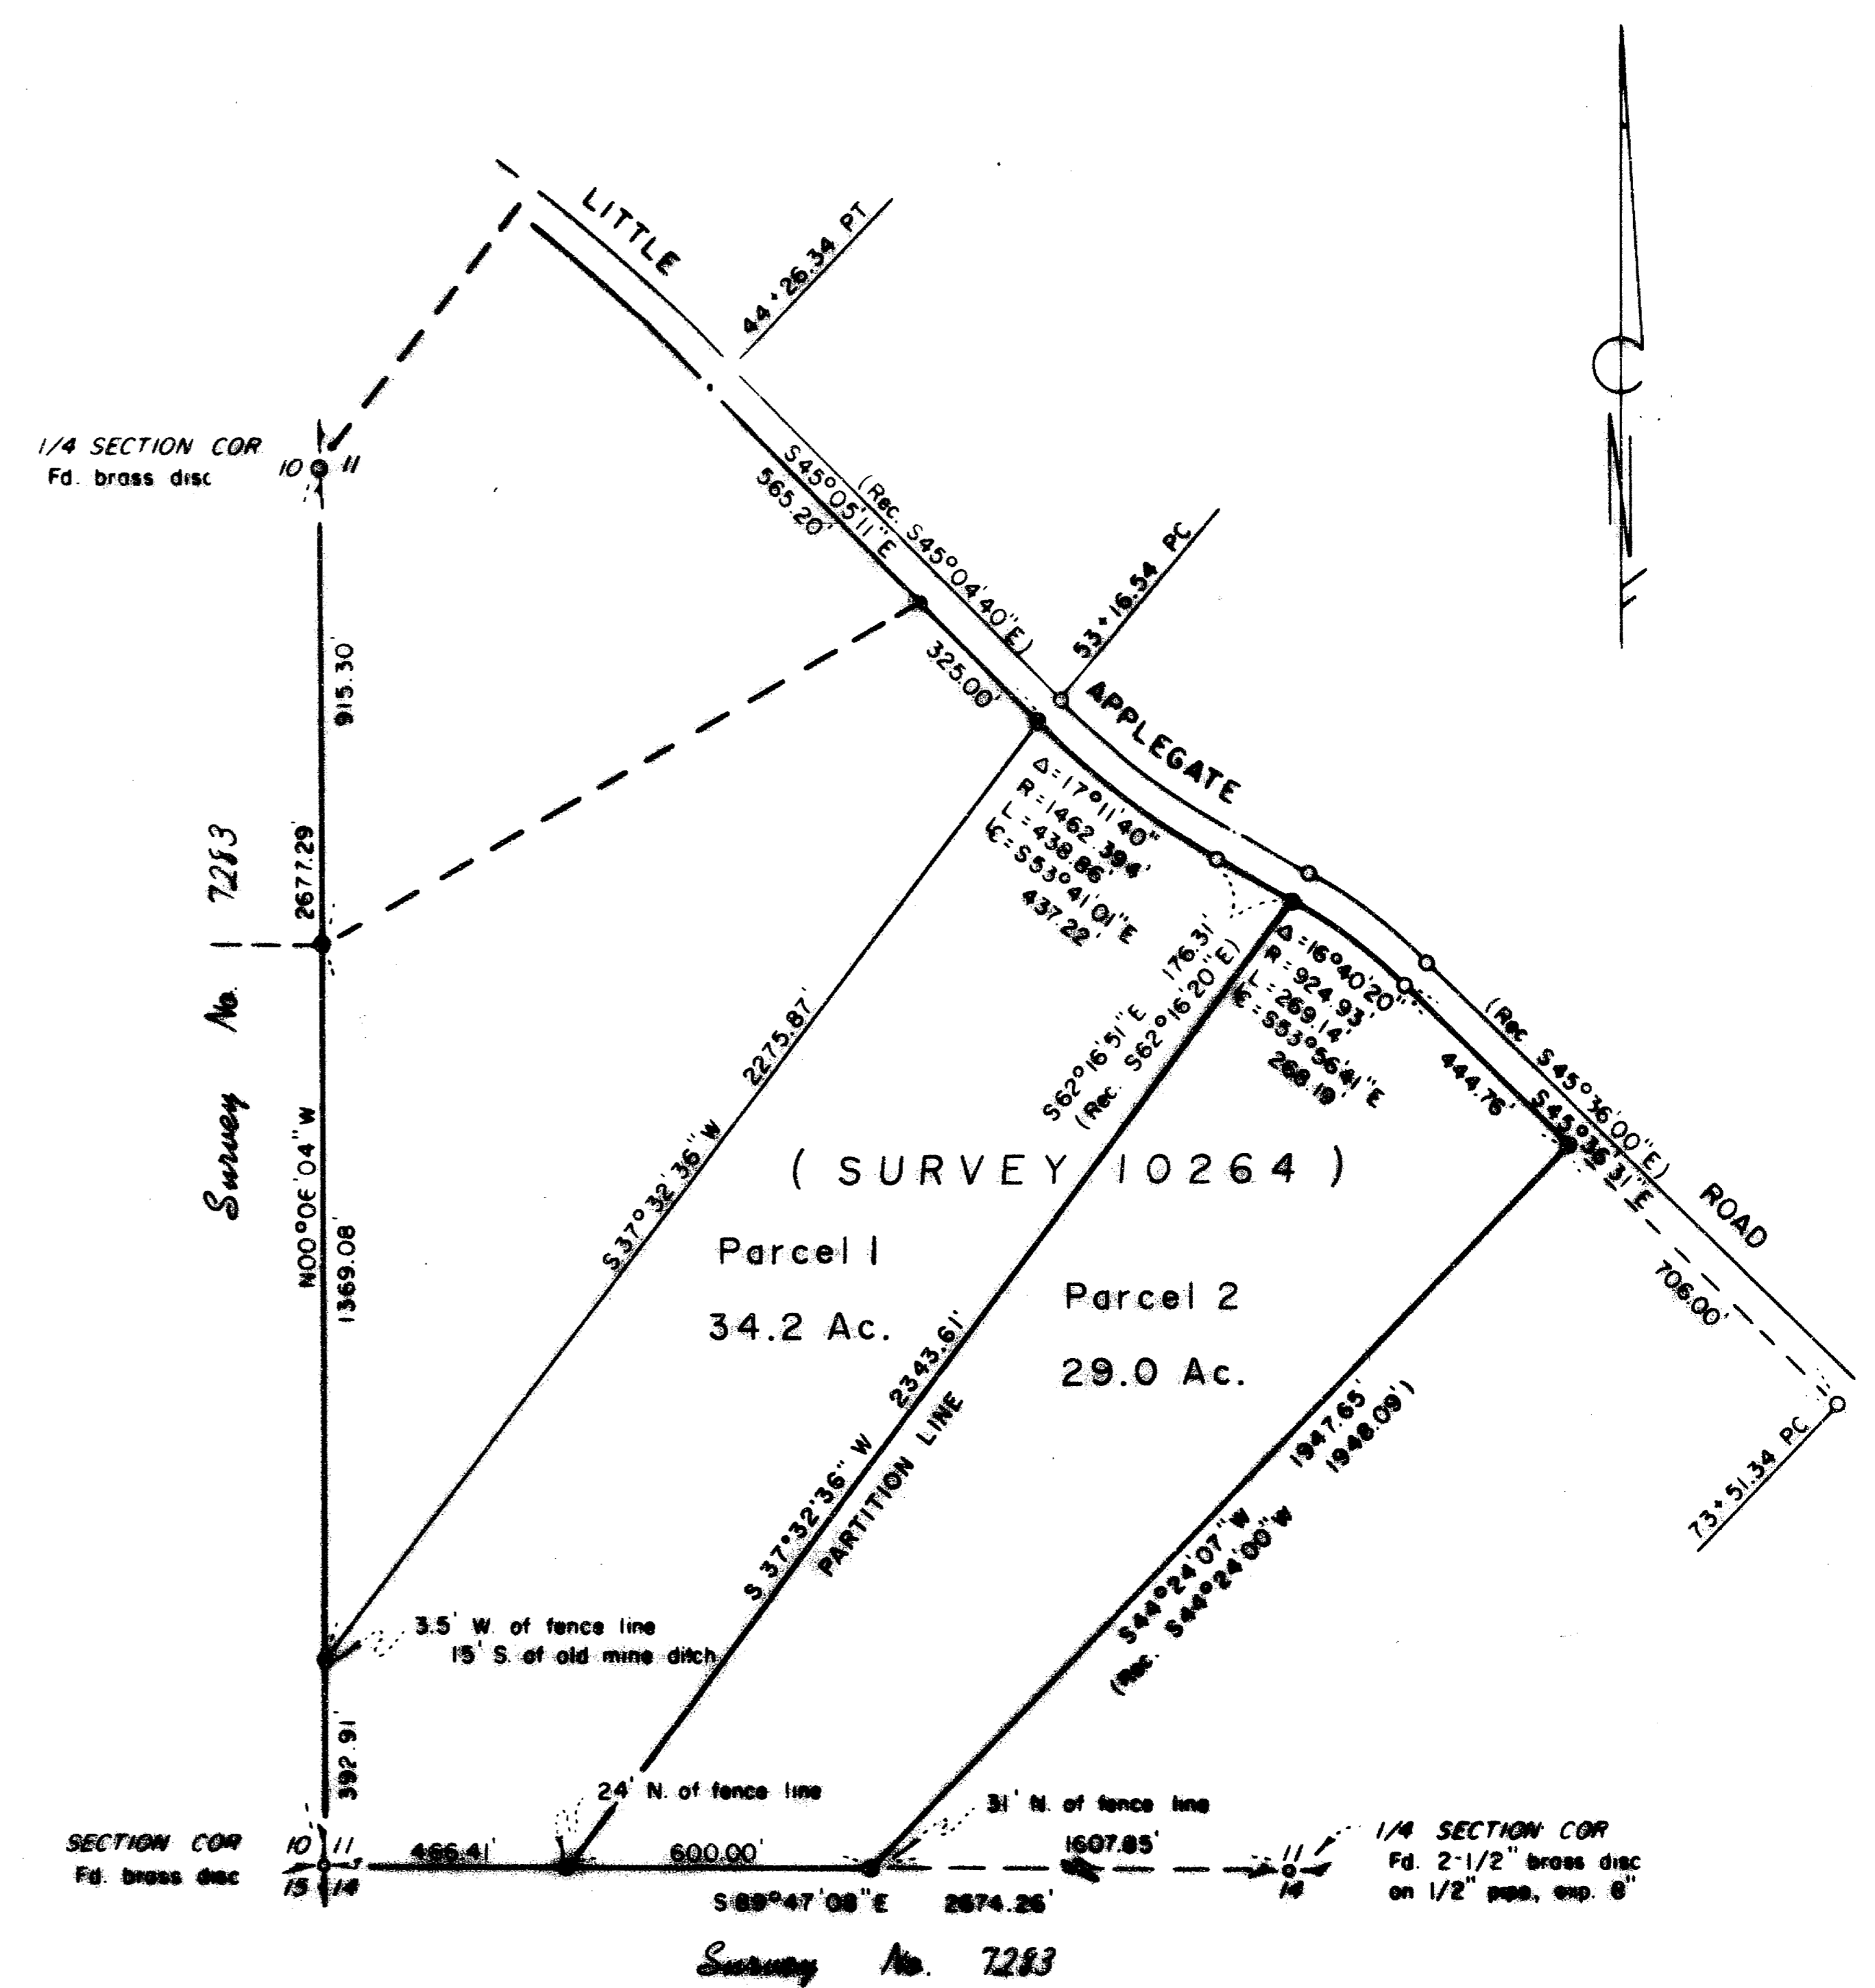 LITTLE
44+26.34 PT
1/4 SECTION COR
Fd. brass disc
10 11
S45°05'11"E
565.20'
(Rec. S45°04'40"E)
53+16.54 PC
325.00'
APPLEGATE
915.30'
2677.29'
Survey No. 7283
N00°06'04"W
1369.08'
Δ=17°11'40"
R=1462.394'
L=438.86'
LC=S53°41'01"E
437.22'
176.31'
S62°16'51"E
(Rec. S62°16'20"E)
Δ=16°40'20"
R=924.93'
L=269.14'
LC=S53°56'41"E
268.19'
444.76'
S45°36'31"E
(Rec. S45°36'00"E)
ROAD
706.00'
73+51.34 PC
2275.87'
S37°32'36"W
( SURVEY 10264 )
Parcel 1
34.2 Ac.
Parcel 2
29.0 Ac.
2343.61'
S 37°32'36" W
PARTITION LINE
1947.65'
1948.09')
S44°24'07"W
(Rec. S44°24'00"W
3.5' W. of fence line
15' S. of old mine ditch
392.91'
24' N. of fence line
31' N. of fence line
SECTION COR
Fd. brass disc
10 11
15 14
466.41'
600.00'
1607.85'
11
14
1/4 SECTION COR
Fd. 2-1/2" brass disc
on 1/2" pipe, exp. 8"
S89°47'08"E 2674.26'
Survey No. 7283